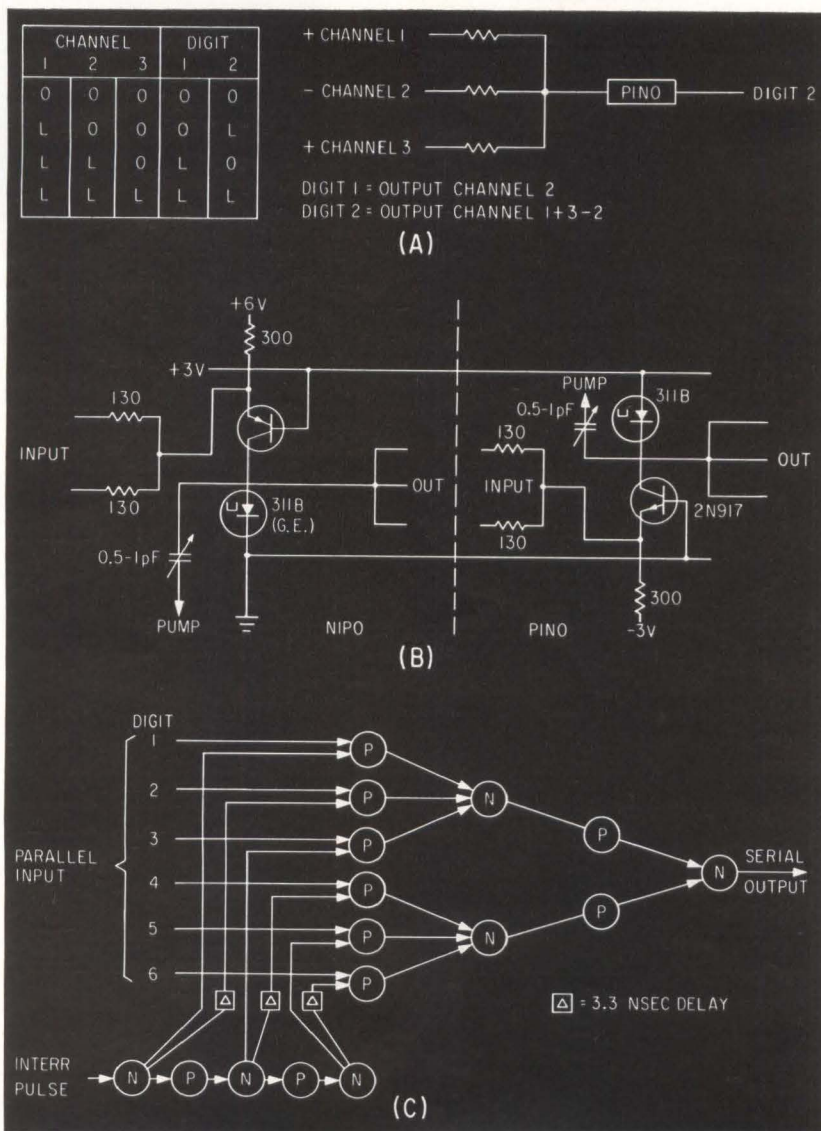 CHANNEL DIGIT
1 2 3 1 2
0 0 0 0 0
L 0 0 0 L
L L 0 L 0
L L L L L
+ CHANNEL 1
- CHANNEL 2
+ CHANNEL 3
PINO
DIGIT 2
DIGIT 1 = OUTPUT CHANNEL 2
DIGIT 2 = OUTPUT CHANNEL 1+3-2
(A)
+6V
300
+3V
130
INPUT
130
311B
(G.E.)
0.5-1pF
PUMP
OUT
NIPO
PUMP
311B
0.5-1pF
130
INPUT
130
OUT
2N917
300
-3V
PINO
(B)
DIGIT
1
2
3
4
5
6
PARALLEL
INPUT
P
P
P
P
P
P
N
N
P
P
N
SERIAL
OUTPUT
Δ Δ Δ
Δ = 3.3 NSEC DELAY
INTERR
PULSE
N P N P N
(C)